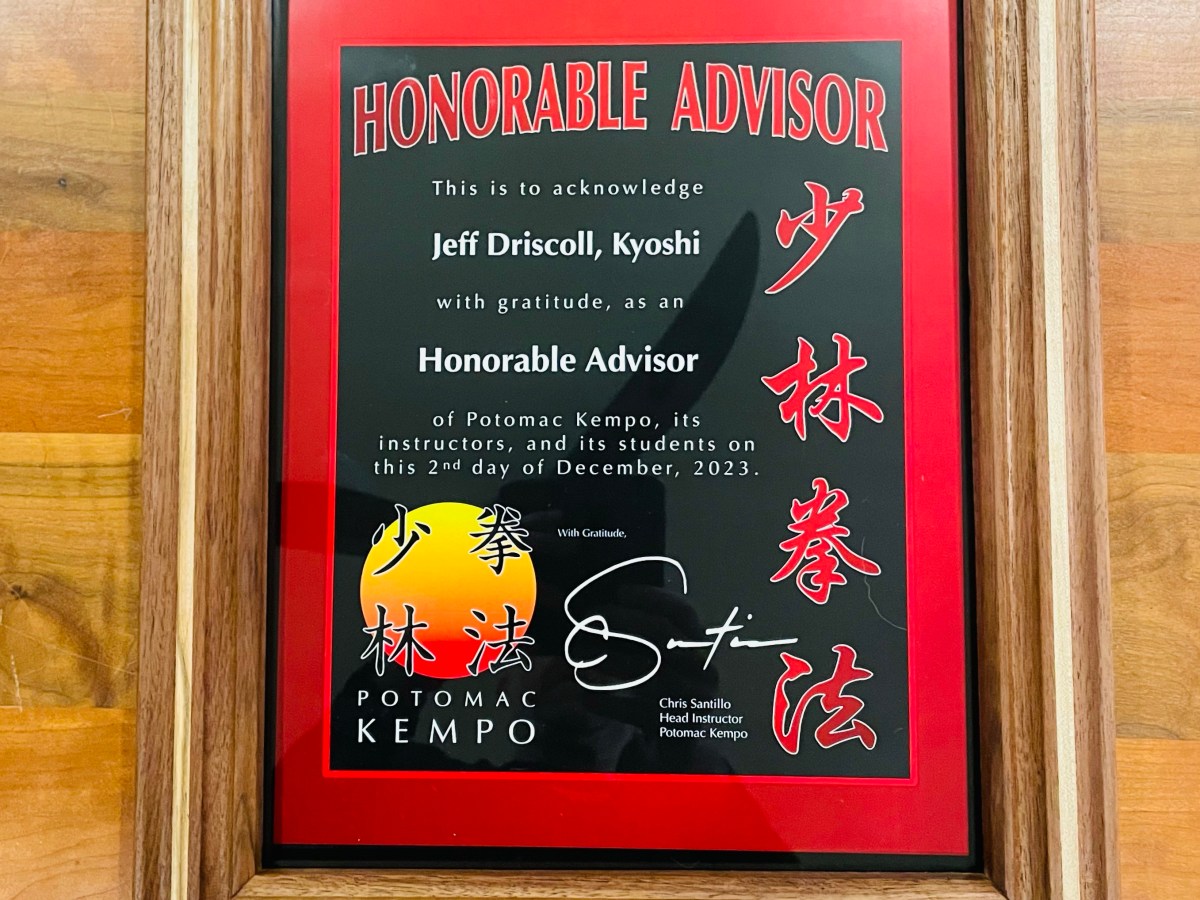 HONORABLE ADVISOR
This is to acknowledge
Jeff Driscoll, Kyoshi
with gratitude, as an
Honorable Advisor
of Potomac Kempo, its
instructors, and its students on
this 2nd day of December, 2023.
少林拳法
少拳
林法
POTOMAC
KEMPO
With Gratitude,
Chris Santillo
Head Instructor
Potomac Kempo